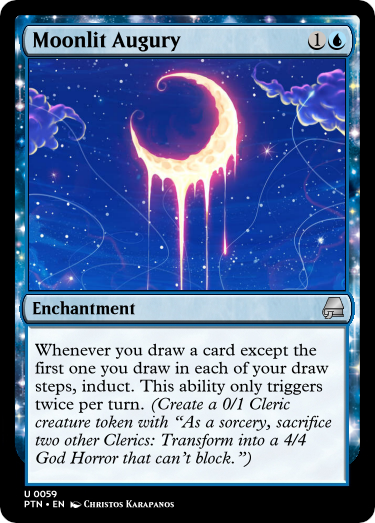 Moonlit Augury 1
Enchantment
Whenever you draw a card except the
first one you draw in each of your draw
steps, induct. This ability only triggers
twice per turn. (Create a 0/1 Cleric
creature token with “As a sorcery, sacrifice
two other Clerics: Transform into a 4/4
God Horror that can’t block.”)
U 0059
PTN • EN Christos Karapanos